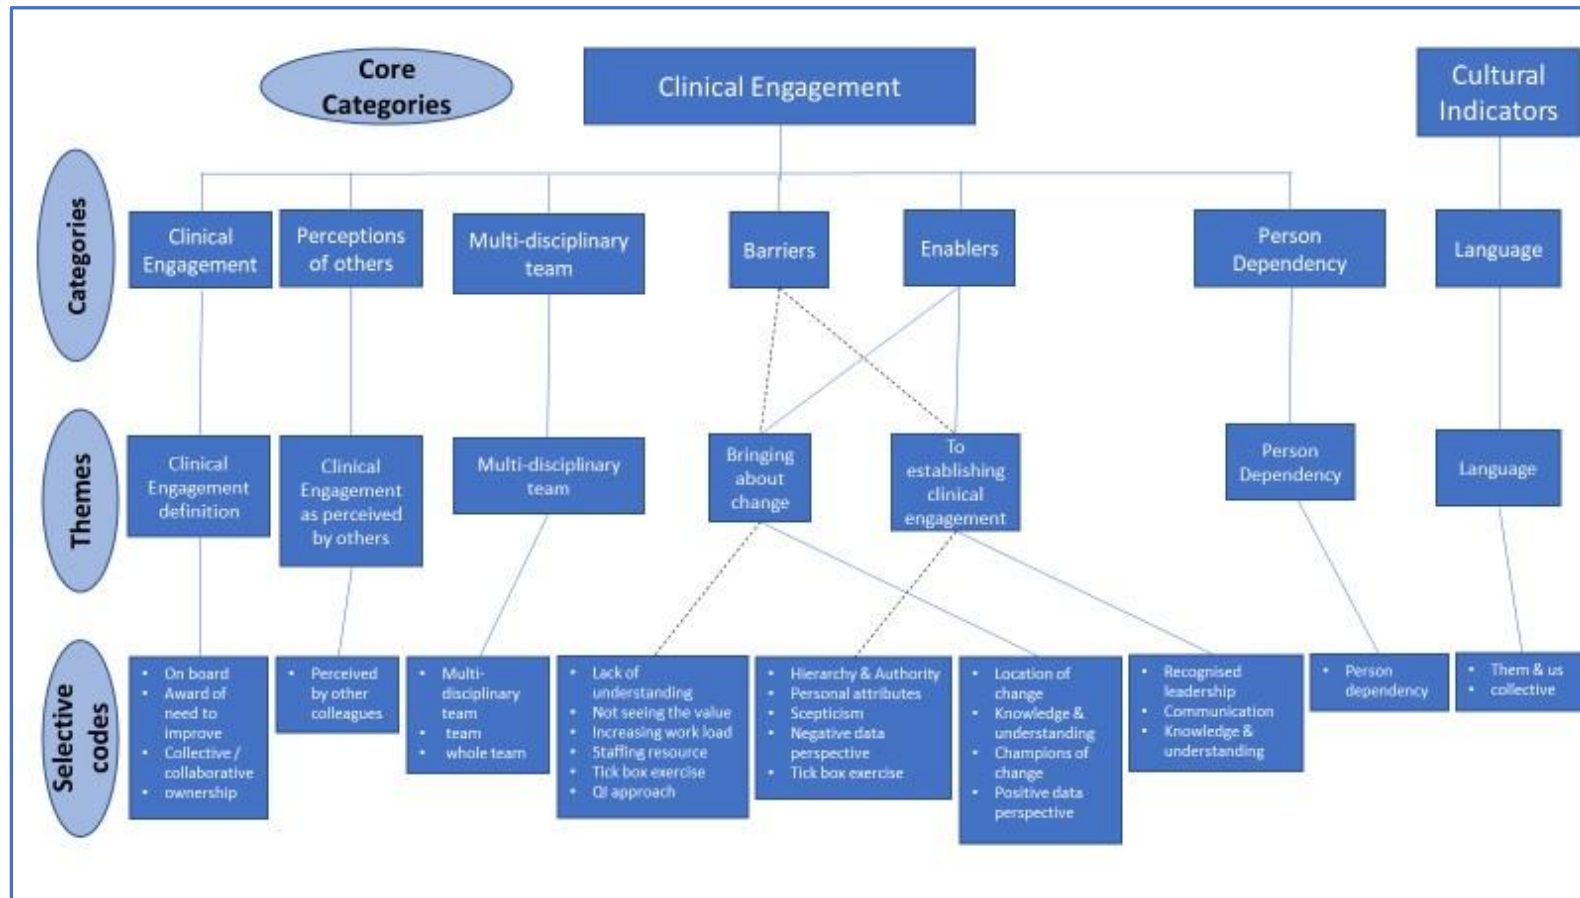 Core
Categories
Clinical Engagement
Cultural
Indicators
Categories
Clinical
Engagement
Perceptions
of others
Multi-disciplinary
team
Barriers
Enablers
Person
Dependency
Language
Themes
Clinical
Engagement
definition
Clinical
Engagement
as perceived
by others
Multi-disciplinary
team
Bringing
about
change
To
establishing
clinical
engagement
Person
Dependency
Language
Selective
codes
• On board
• Award of
need to
improve
• Collective /
collaborative
• ownership
• Perceived
by other
colleagues
• Multi-
disciplinary
team
• team
• whole team
• Lack of
understanding
• Not seeing the value
• Increasing work load
• Staffing resource
• Tick box exercise
• QI approach
• Hierarchy & Authority
• Personal attributes
• Scepticism
• Negative data
perspective
• Tick box exercise
• Location of
change
• Knowledge &
understanding
• Champions of
change
• Positive data
perspective
• Recognised
leadership
• Communication
• Knowledge &
understanding
• Person
dependency
• Them & us
• collective